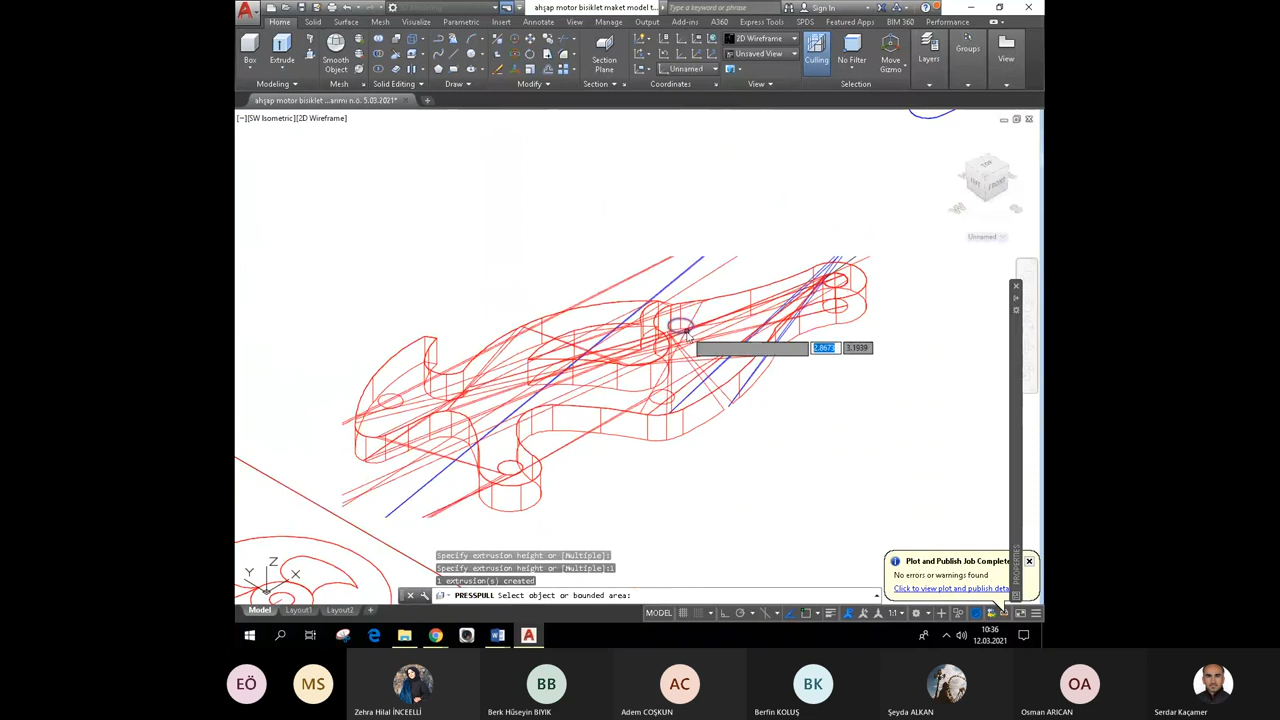 ahşap motor bisiklet maket model t...
Type a keyword or phrase
Sign In
Home Solid Surface Mesh Visualize Parametric Insert Annotate View Manage Output Add-ins A360 Express Tools SPDS Featured Apps BIM 360 Performance
2D Wireframe
Unsaved View
Unnamed
Box Extrude Smooth Object Section Plane Culling No Filter Move Gizmo Layers Groups View
Modeling Mesh Solid Editing Draw Modify Section Coordinates View Selection
ahşap motor bisiklet ...arımı n.ö. 5.03.2021*
[−][SW Isometric][2D Wireframe]
TOP
LEFT FRONT
Unnamed
2.8673 3.1939
PROPERTIES
Specify extrusion height or [Multiple]:
Specify extrusion height or [Multiple]:1
1 extrusion(s) created
PRESSPULL Select object or bounded area:
Plot and Publish Job Complete
No errors or warnings found
Click to view plot and publish deta
Z
Y X
Model Layout1 Layout2 +
MODEL 1:1
10:36
12.03.2021
EÖ MS BB AC BK OA
Zehra Hilal İNCEELLİ Berk Hüseyin BIYIK Adem COŞKUN Berfin KOLUŞ Şeyda ALKAN Osman ARICAN Serdar Kaçamer